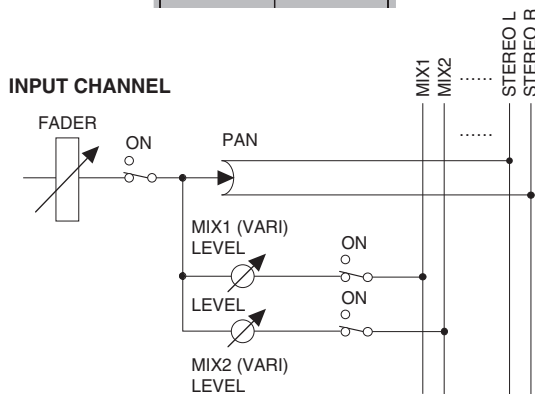 MIX1
MIX2
......
STEREO L
STEREO R
INPUT CHANNEL
......
FADER
ON
PAN
MIX1 (VARI)
LEVEL
ON
LEVEL
ON
MIX2 (VARI)
LEVEL